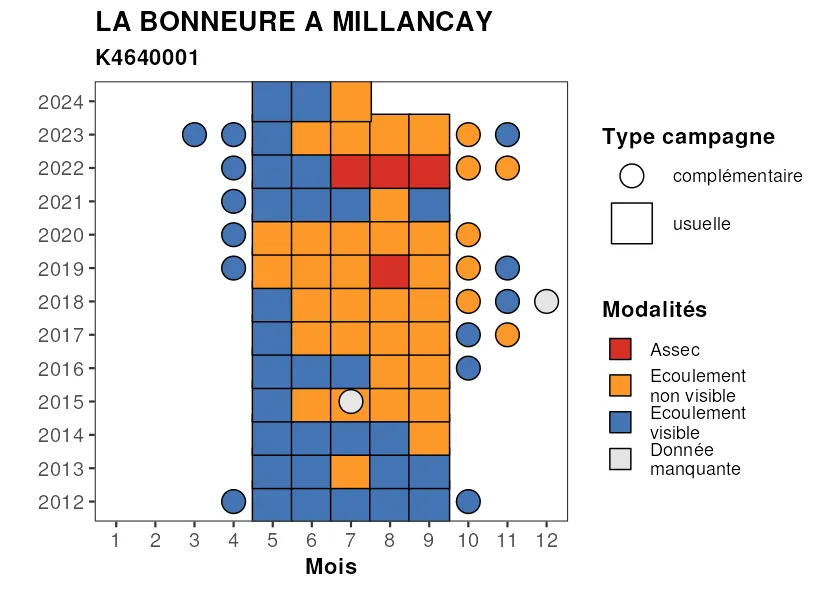 LA BONNEURE A MILLANCAY
K4640001
2024
2023
2022
2021
2020
2019
2018
2017
2016
2015
2014
2013
2012
1 2 3 4 5 6 7 8 9 10 11 12
Mois
Type campagne
complémentaire
usuelle
Modalités
Assec
Ecoulement
non visible
Ecoulement
visible
Donnée
manquante